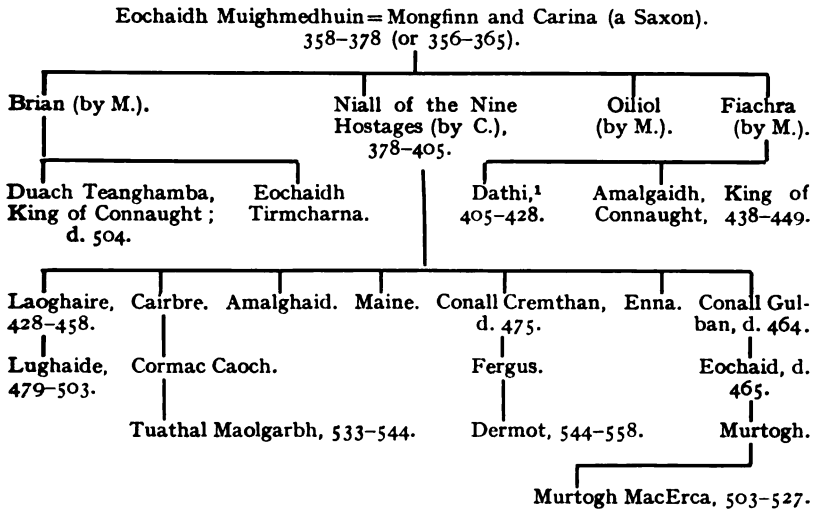 Eochaidh Muighmedhuin = Mongfinn and Carina (a Saxon).
358–378 (or 356–365).
Brian (by M.). Niall of the Nine Oiliol Fiachra
Hostages (by C.), (by M.). (by M.).
378–405.
Duach Teanghamba, Eochaidh Dathi,¹ Amalgaidh, King of
King of Connaught; Tirmcharna. 405–428. Connaught, 438–449.
d. 504.
Laoghaire, Cairbre. Amalghaid. Maine. Conall Cremthan, Enna. Conall Gul-
428–458. d. 475. ban, d. 464.
Lughaide, Cormac Caoch. Fergus. Eochaid, d.
479–503. 465.
Tuathal Maolgarbh, 533–544. Dermot, 544–558. Murtogh.
Murtogh MacErca, 503–527.